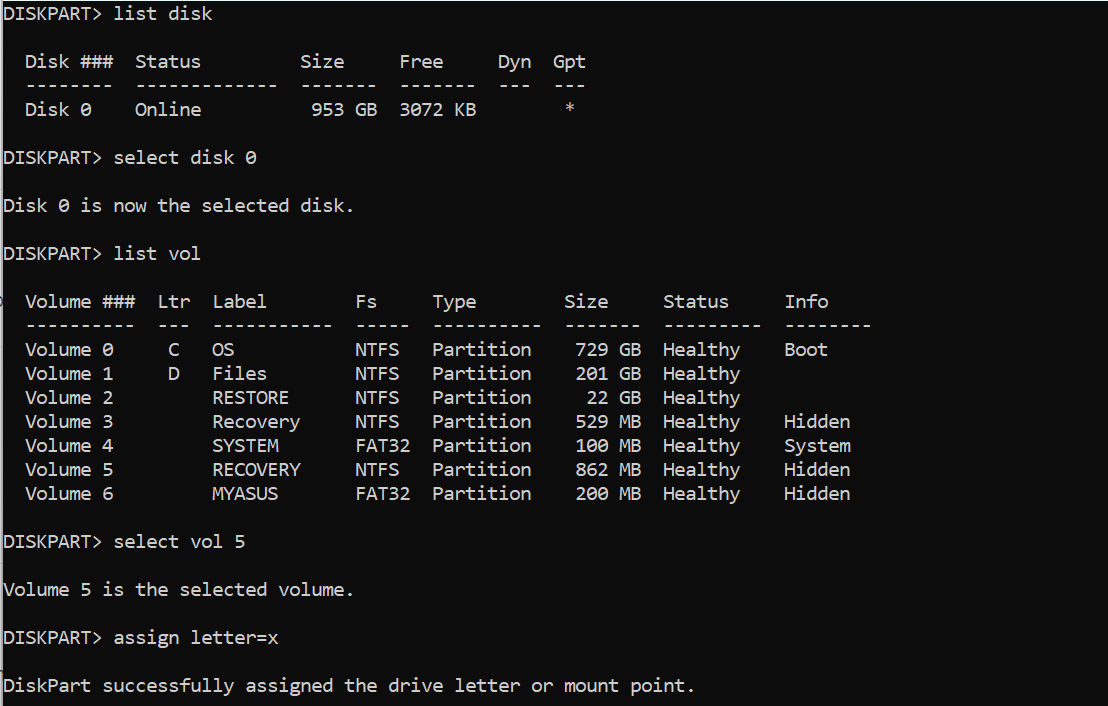 DISKPART> list disk
  Disk ###  Status         Size     Free     Dyn  Gpt
  --------  -------------  -------  -------  ---  ---
  Disk 0    Online          953 GB  3072 KB        *
DISKPART> select disk 0
Disk 0 is now the selected disk.
DISKPART> list vol
  Volume ###  Ltr  Label        Fs     Type        Size     Status     Info
  ----------  ---  -----------  -----  ----------  -------  ---------  --------
  Volume 0     C   OS           NTFS   Partition    729 GB  Healthy    Boot
  Volume 1     D   Files        NTFS   Partition    201 GB  Healthy
  Volume 2         RESTORE      NTFS   Partition     22 GB  Healthy
  Volume 3         Recovery     NTFS   Partition    529 MB  Healthy    Hidden
  Volume 4         SYSTEM       FAT32  Partition    100 MB  Healthy    System
  Volume 5         RECOVERY     NTFS   Partition    862 MB  Healthy    Hidden
  Volume 6         MYASUS       FAT32  Partition    200 MB  Healthy    Hidden
DISKPART> select vol 5
Volume 5 is the selected volume.
DISKPART> assign letter=x
DiskPart successfully assigned the drive letter or mount point.